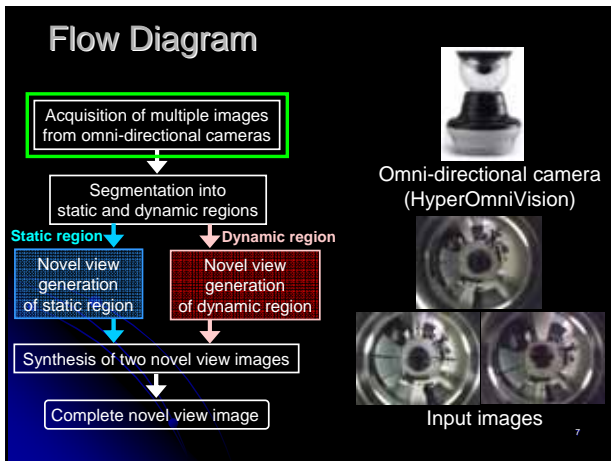 Flow Diagram
Acquisition of multiple images
from omni-directional cameras
Segmentation into
static and dynamic regions
Static region
Dynamic region
Novel view
generation
of static region
Novel view
generation
of dynamic region
Synthesis of two novel view images
Complete novel view image
Omni-directional camera
(HyperOmniVision)
Input images
7